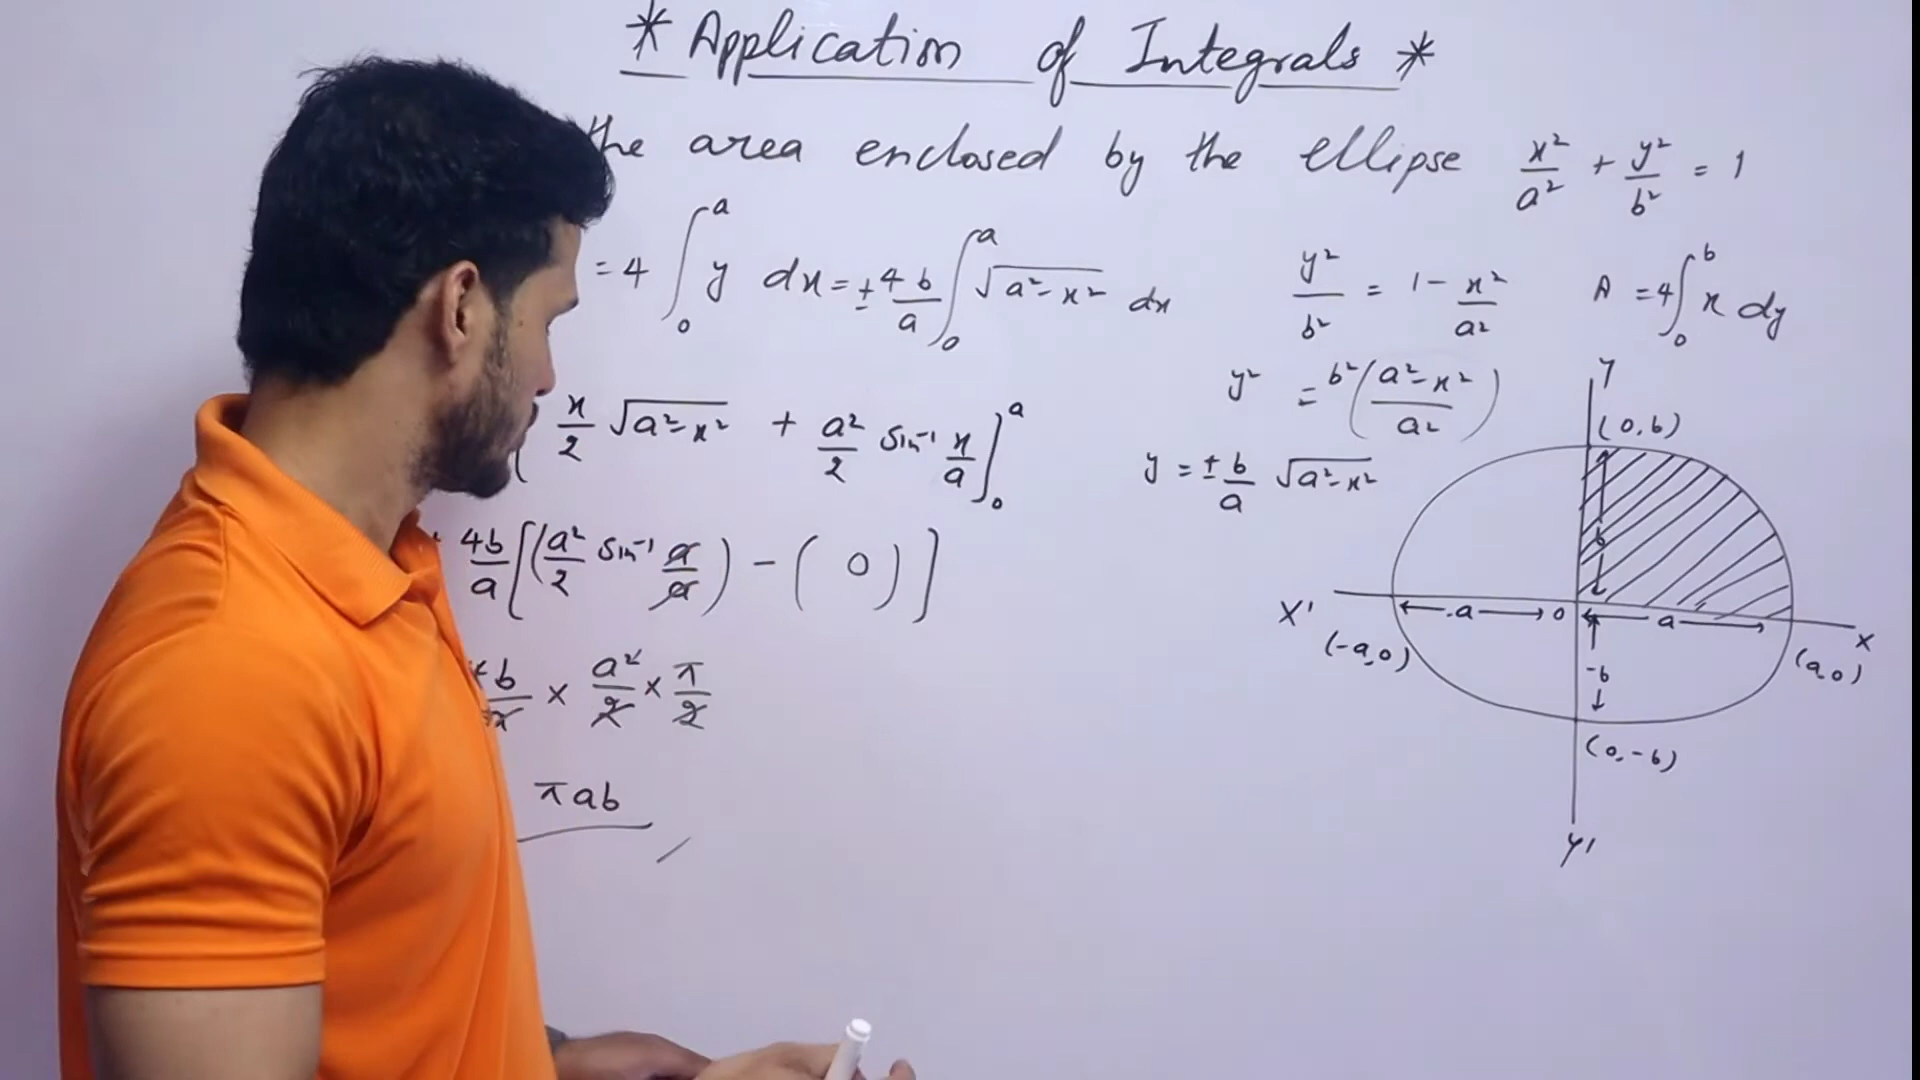 * Application of Integrals *
the area enclosed by the ellipse x²/a² + y²/b² = 1
= 4 ∫₀ᵃ y dx = ± 4b/a ∫₀ᵃ √(a²-x²) dx
x/2 √(a²-x²) + a²/2 Sin⁻¹ x/a ]₀ᵃ
4b/a [(a²/2 Sin⁻¹ a/a) - ( 0 )]
b × a²/2 × π/2
πab
y²/b² = 1 - x²/a²
A = 4 ∫₀ᵇ x dy
y² = b² (a²-x²/a²)
y = ± b/a √(a²-x²)
Y
(0, b)
b
X' a 0 a X
(-a,0) (a,0)
-b
(0,-b)
Y'